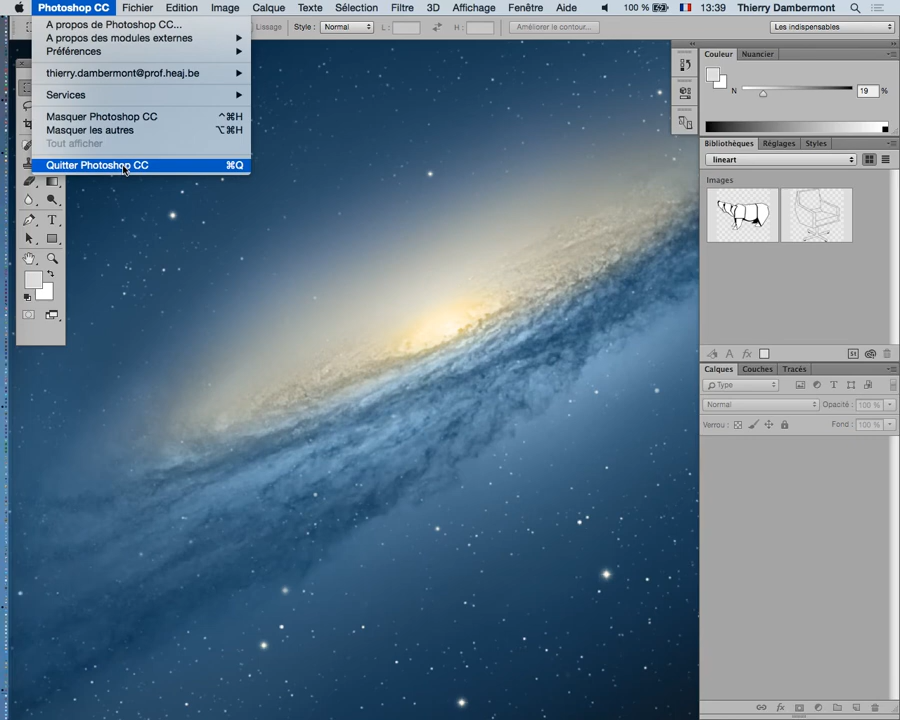 Photoshop CC Fichier Edition Image Calque Texte Sélection Filtre 3D Affichage Fenêtre Aide 100 % 13:39 Thierry Dambermont
Lissage Style : Normal L : H : Améliorer le contour... Les indispensables
A propos de Photoshop CC...
A propos des modules externes
Préférences
thierry.dambermont@prof.heaj.be
Services
Masquer Photoshop CC ^⌘H
Masquer les autres ⌥⌘H
Tout afficher
Quitter Photoshop CC ⌘Q
Couleur Nuancier
N 19 %
Bibliothèques Réglages Styles
lineart
Images
Calques Couches Tracés
Type
Normal Opacité : 100 %
Verrou : Fond : 100 %